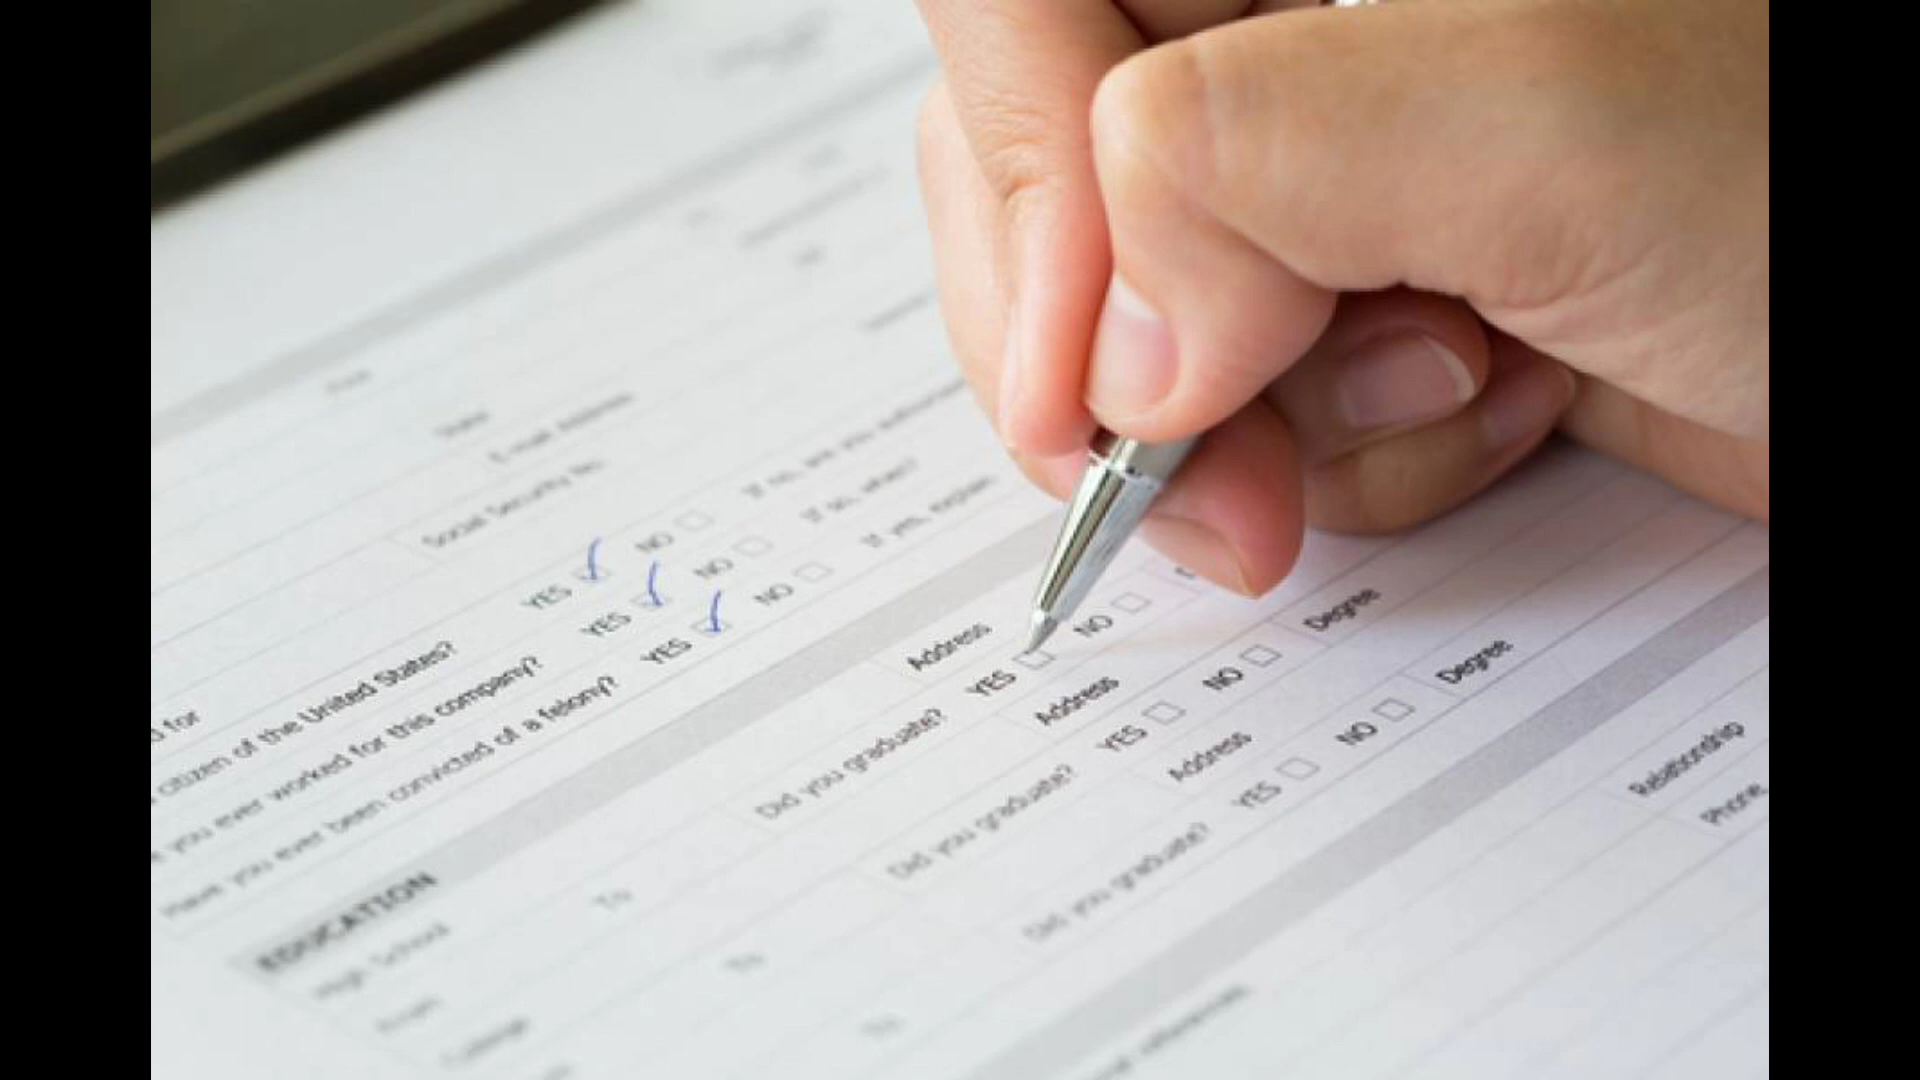 E-mail Address
Social Security No.
d for
citizen of the United States? YES NO If no, are you authorized
you ever worked for this company? YES NO If so, when?
Have you ever been convicted of a felony? YES NO If yes, explain
EDUCATION
High School Address
From To Did you graduate? YES NO
College Address
To Did you graduate? YES NO Degree
Address
To Did you graduate? YES NO Degree
Relationship
Phone